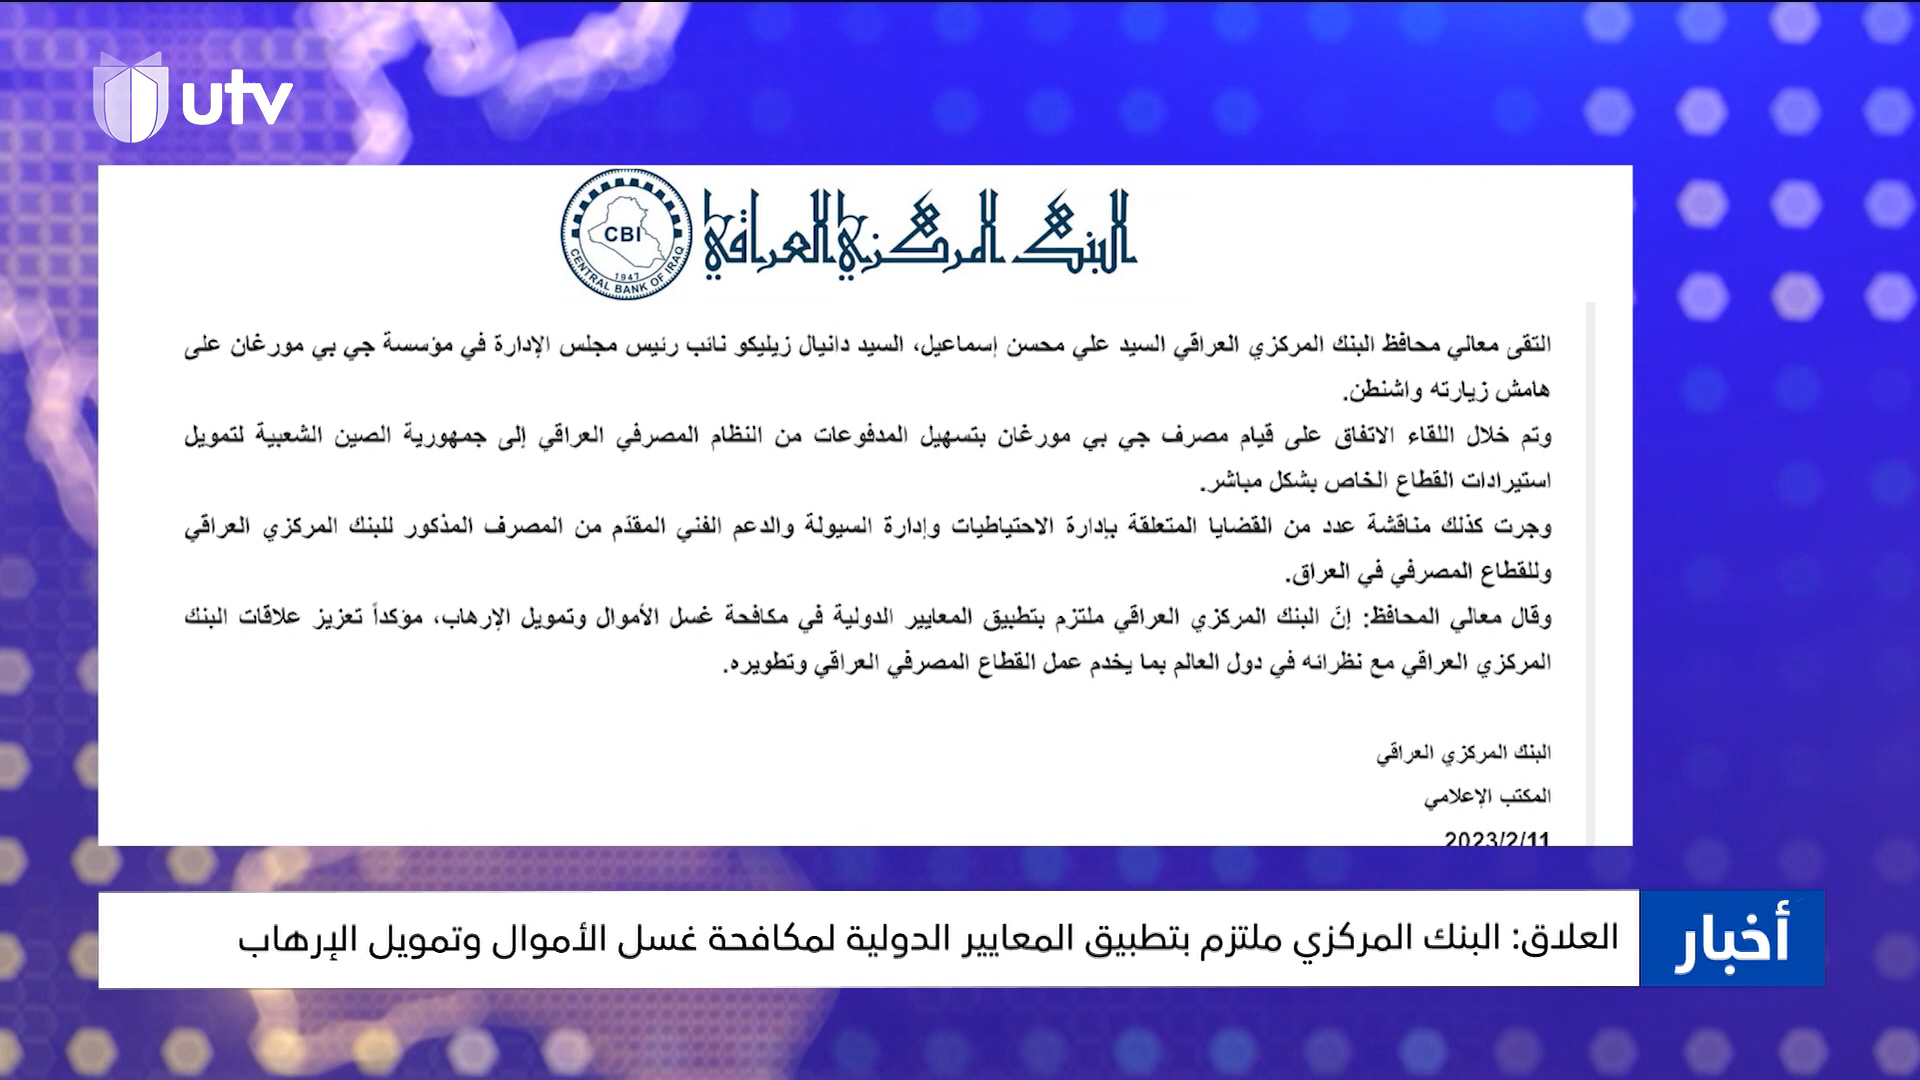 utv
البنك المركزي العراقي
CBI
1947
CENTRAL BANK OF IRAQ
التقى معالي محافظ البنك المركزي العراقي السيد علي محسن إسماعيل، السيد دانيال زيليكو نائب رئيس مجلس الإدارة في مؤسسة جي بي مورغان على
هامش زيارته واشنطن.
وتم خلال اللقاء الاتفاق على قيام مصرف جي بي مورغان بتسهيل المدفوعات من النظام المصرفي العراقي إلى جمهورية الصين الشعبية لتمويل
استيرادات القطاع الخاص بشكل مباشر.
وجرت كذلك مناقشة عدد من القضايا المتعلقة بإدارة الاحتياطيات وإدارة السيولة والدعم الفني المقدّم من المصرف المذكور للبنك المركزي العراقي
وللقطاع المصرفي في العراق.
وقال معالي المحافظ: إنّ البنك المركزي العراقي ملتزم بتطبيق المعايير الدولية في مكافحة غسل الأموال وتمويل الإرهاب، مؤكداً تعزيز علاقات البنك
المركزي العراقي مع نظرائه في دول العالم بما يخدم عمل القطاع المصرفي العراقي وتطويره.
البنك المركزي العراقي
المكتب الإعلامي
2023/2/11
أخبار
العلاق: البنك المركزي ملتزم بتطبيق المعايير الدولية لمكافحة غسل الأموال وتمويل الإرهاب